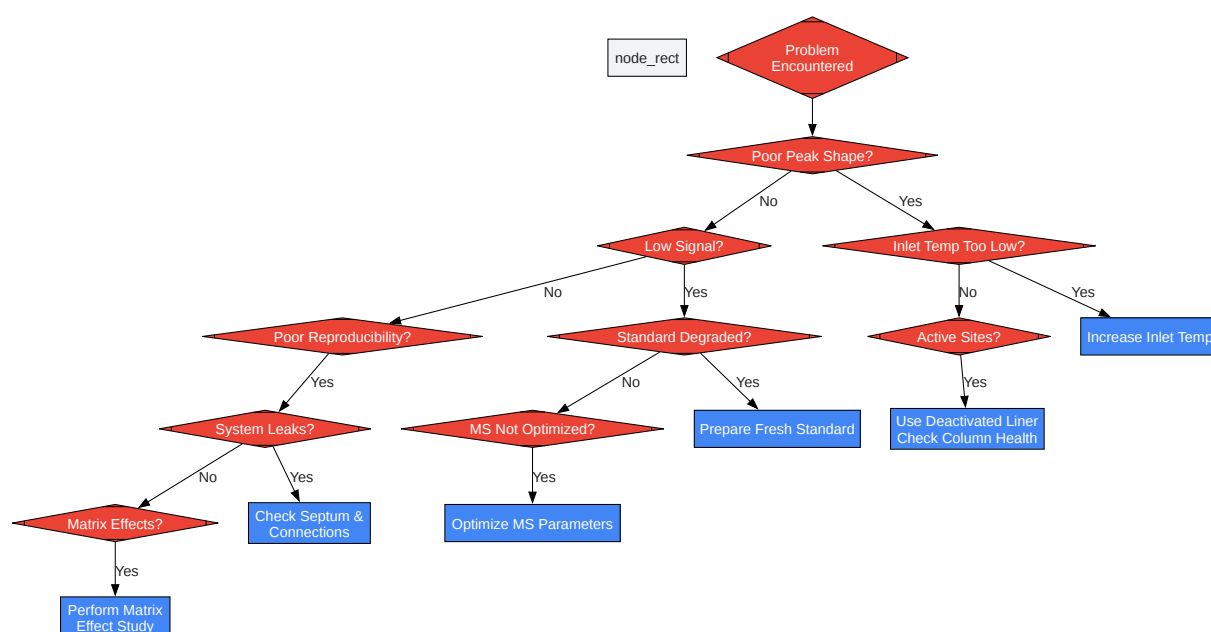 node_rect
Problem
Encountered
Poor Peak Shape?
No
Yes
Low Signal?
Inlet Temp Too Low?
No
Yes
No
Yes
Poor Reproducibility?
Standard Degraded?
Active Sites?
Increase Inlet Temp
Yes
No
Yes
Yes
System Leaks?
MS Not Optimized?
Prepare Fresh Standard
Use Deactivated Liner
Check Column Health
No
Yes
Yes
Matrix Effects?
Check Septum &
Connections
Optimize MS Parameters
Yes
Perform Matrix
Effect Study